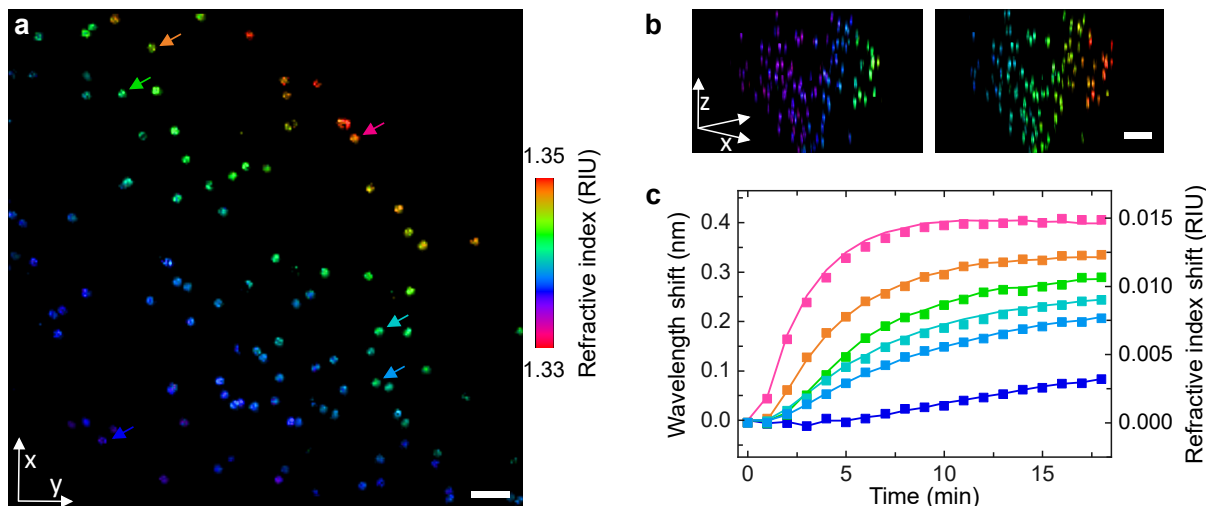 a
1.35
Refractive index (RIU)
1.33
x
y
b
z
x
c
Wavelength shift (nm)
0.4
0.3
0.2
0.1
0.0
0.015
0.010
0.005
0.000
Refractive index shift (RIU)
0
5
10
15
Time (min)